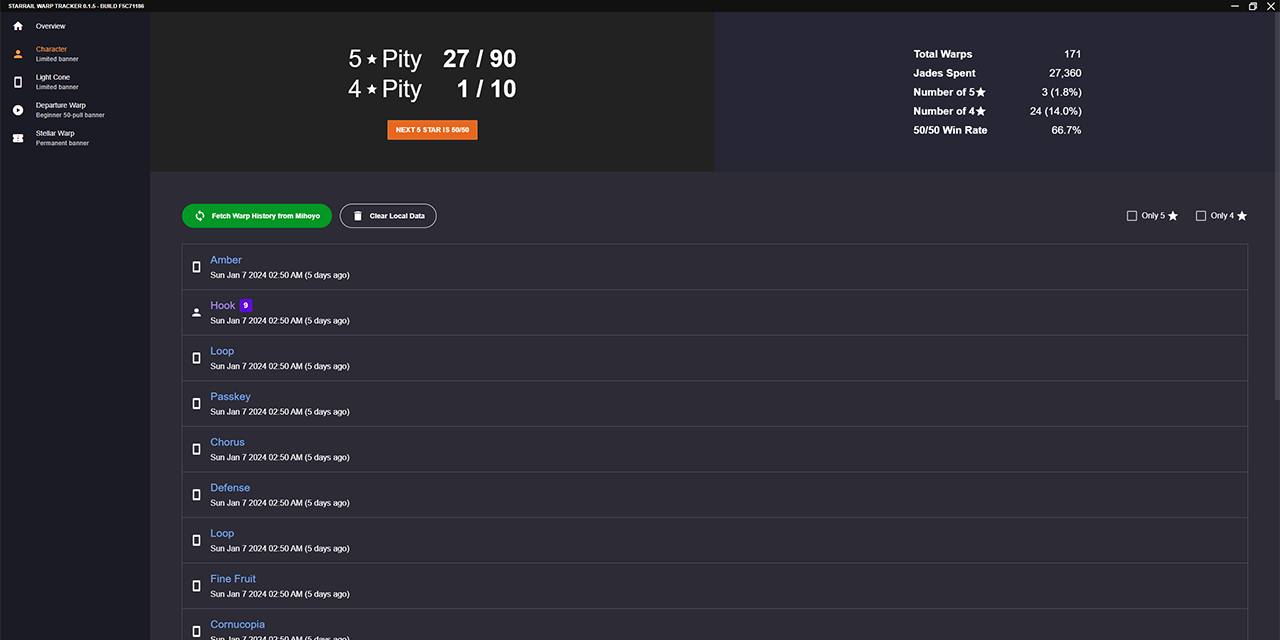 STARRAIL WARP TRACKER 0.1.5 - BUILD F5C71186
Overview
Character
Limited banner
Light Cone
Limited banner
Departure Warp
Beginner 50-pull banner
Stellar Warp
Permanent banner
5 ★ Pity 27 / 90
4 ★ Pity 1 / 10
NEXT 5 STAR IS 50/50
Total Warps 171
Jades Spent 27,360
Number of 5★ 3 (1.8%)
Number of 4★ 24 (14.0%)
50/50 Win Rate 66.7%
Fetch Warp History from Mihoyo
Clear Local Data
Only 5 ★
Only 4 ★
Amber
Sun Jan 7 2024 02:50 AM (5 days ago)
Hook 9
Sun Jan 7 2024 02:50 AM (5 days ago)
Loop
Sun Jan 7 2024 02:50 AM (5 days ago)
Passkey
Sun Jan 7 2024 02:50 AM (5 days ago)
Chorus
Sun Jan 7 2024 02:50 AM (5 days ago)
Defense
Sun Jan 7 2024 02:50 AM (5 days ago)
Loop
Sun Jan 7 2024 02:50 AM (5 days ago)
Fine Fruit
Sun Jan 7 2024 02:50 AM (5 days ago)
Cornucopia
Sun Jan 7 2024 02:50 AM (5 days ago)